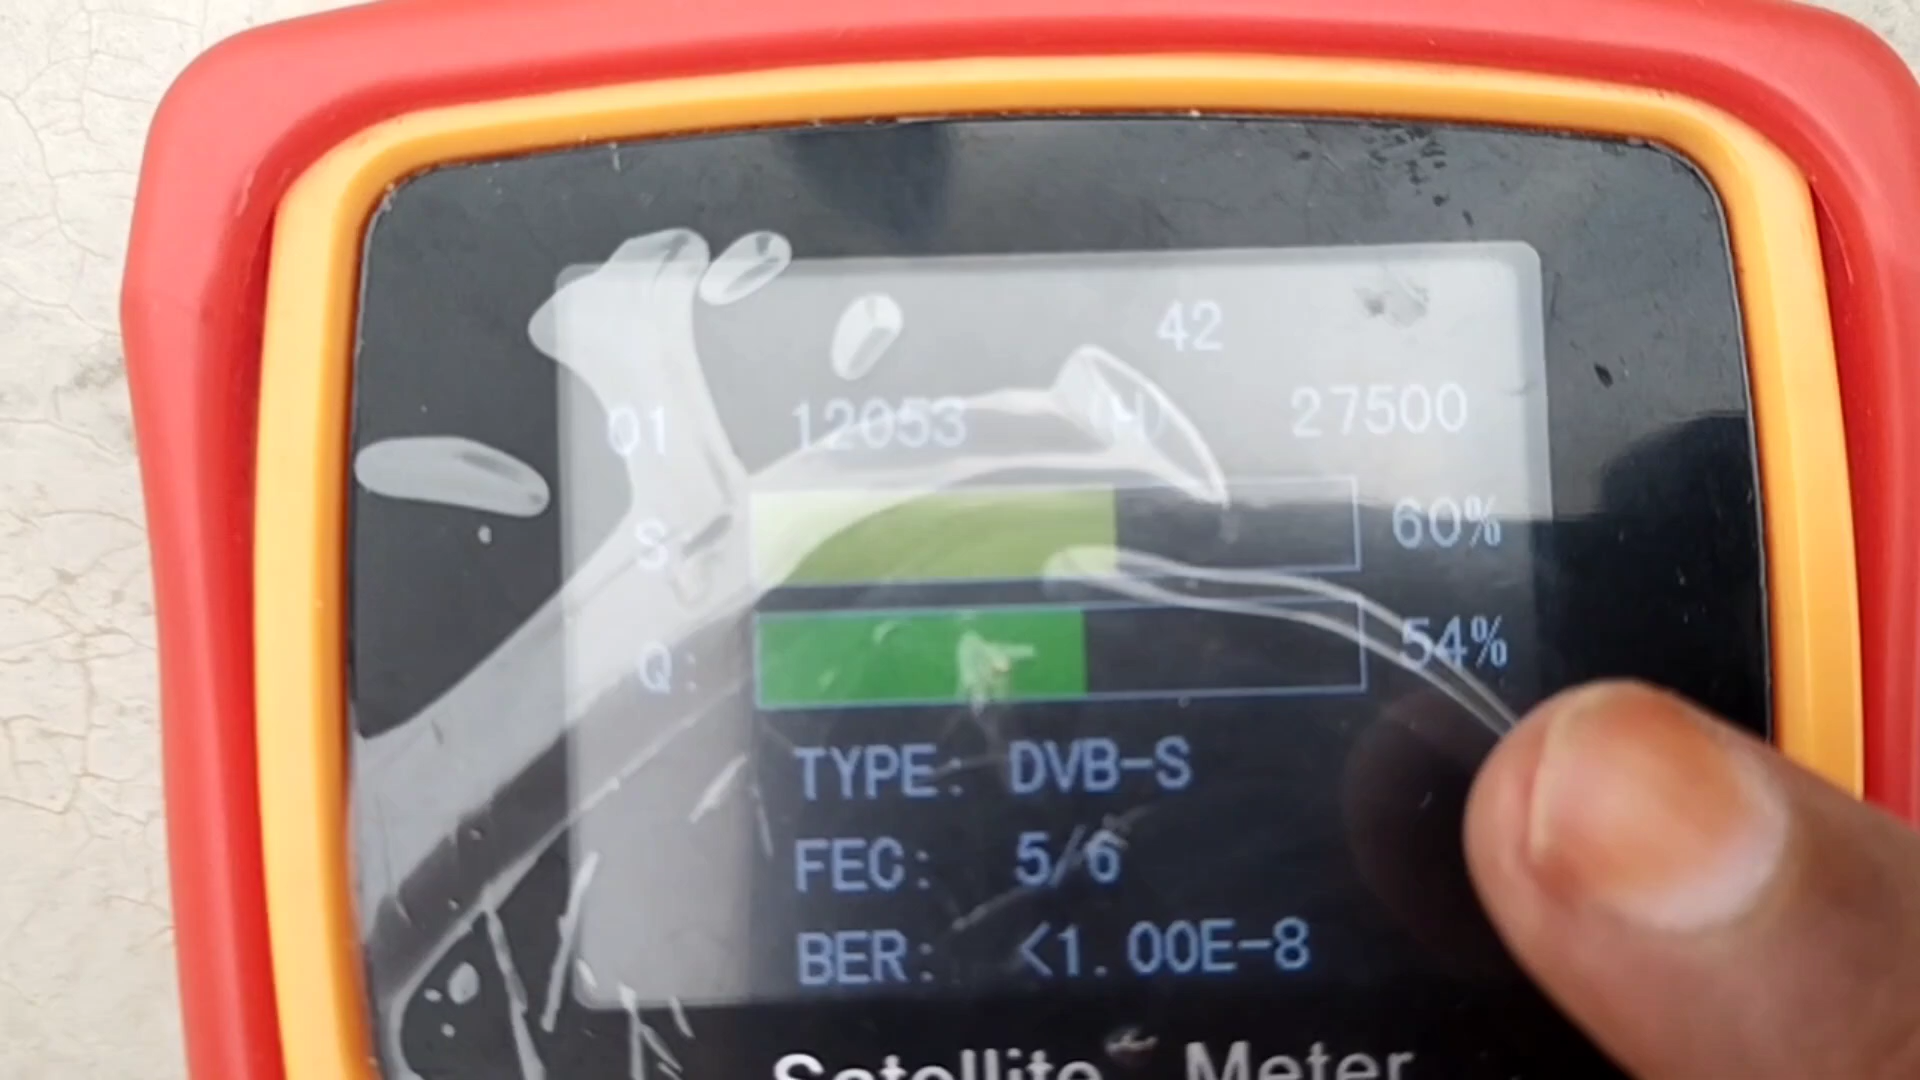 42
01 12053 (H) 27500
S: 60%
Q: 54%
TYPE: DVB-S
FEC: 5/6
BER: <1.00E-8
Satellite Meter